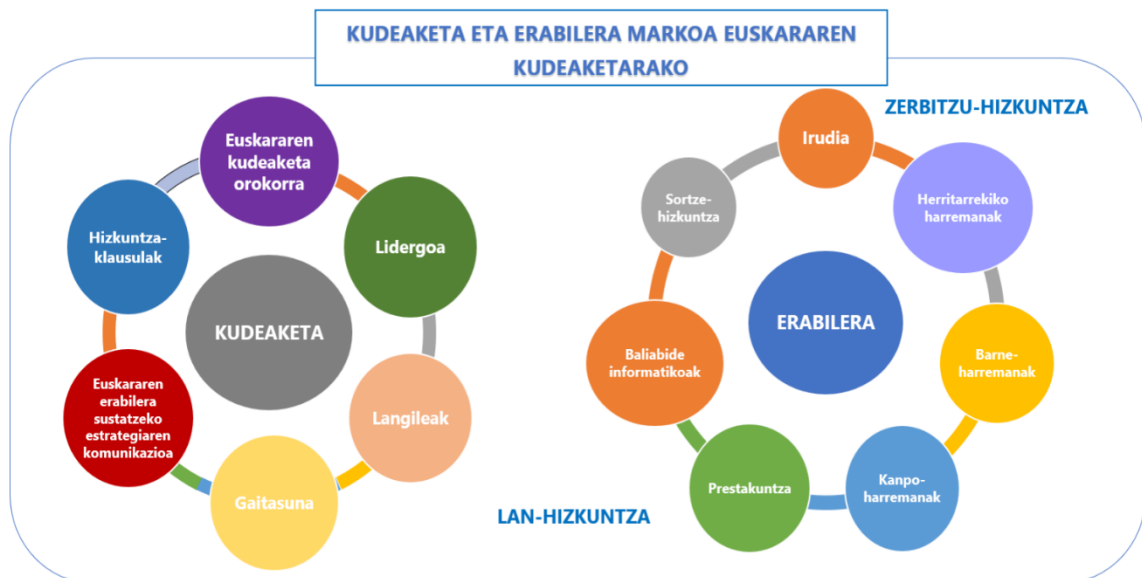 KUDEAKETA ETA ERABILERA MARKOA EUSKARAREN
KUDEAKETARAKO
Euskararen
kudeaketa
orokorra
Lidergoa
Langileak
Gaitasuna
Euskararen
erabilera
sustatzeko
estrategiaren
komunikazioa
Hizkuntza-
klausulak
KUDEAKETA
ZERBITZU-HIZKUNTZA
Irudia
Herritarrekiko
harremanak
Barne-
harremanak
Kanpo-
harremanak
Prestakuntza
Baliabide
informatikoak
Sortze-
hizkuntza
ERABILERA
LAN-HIZKUNTZA